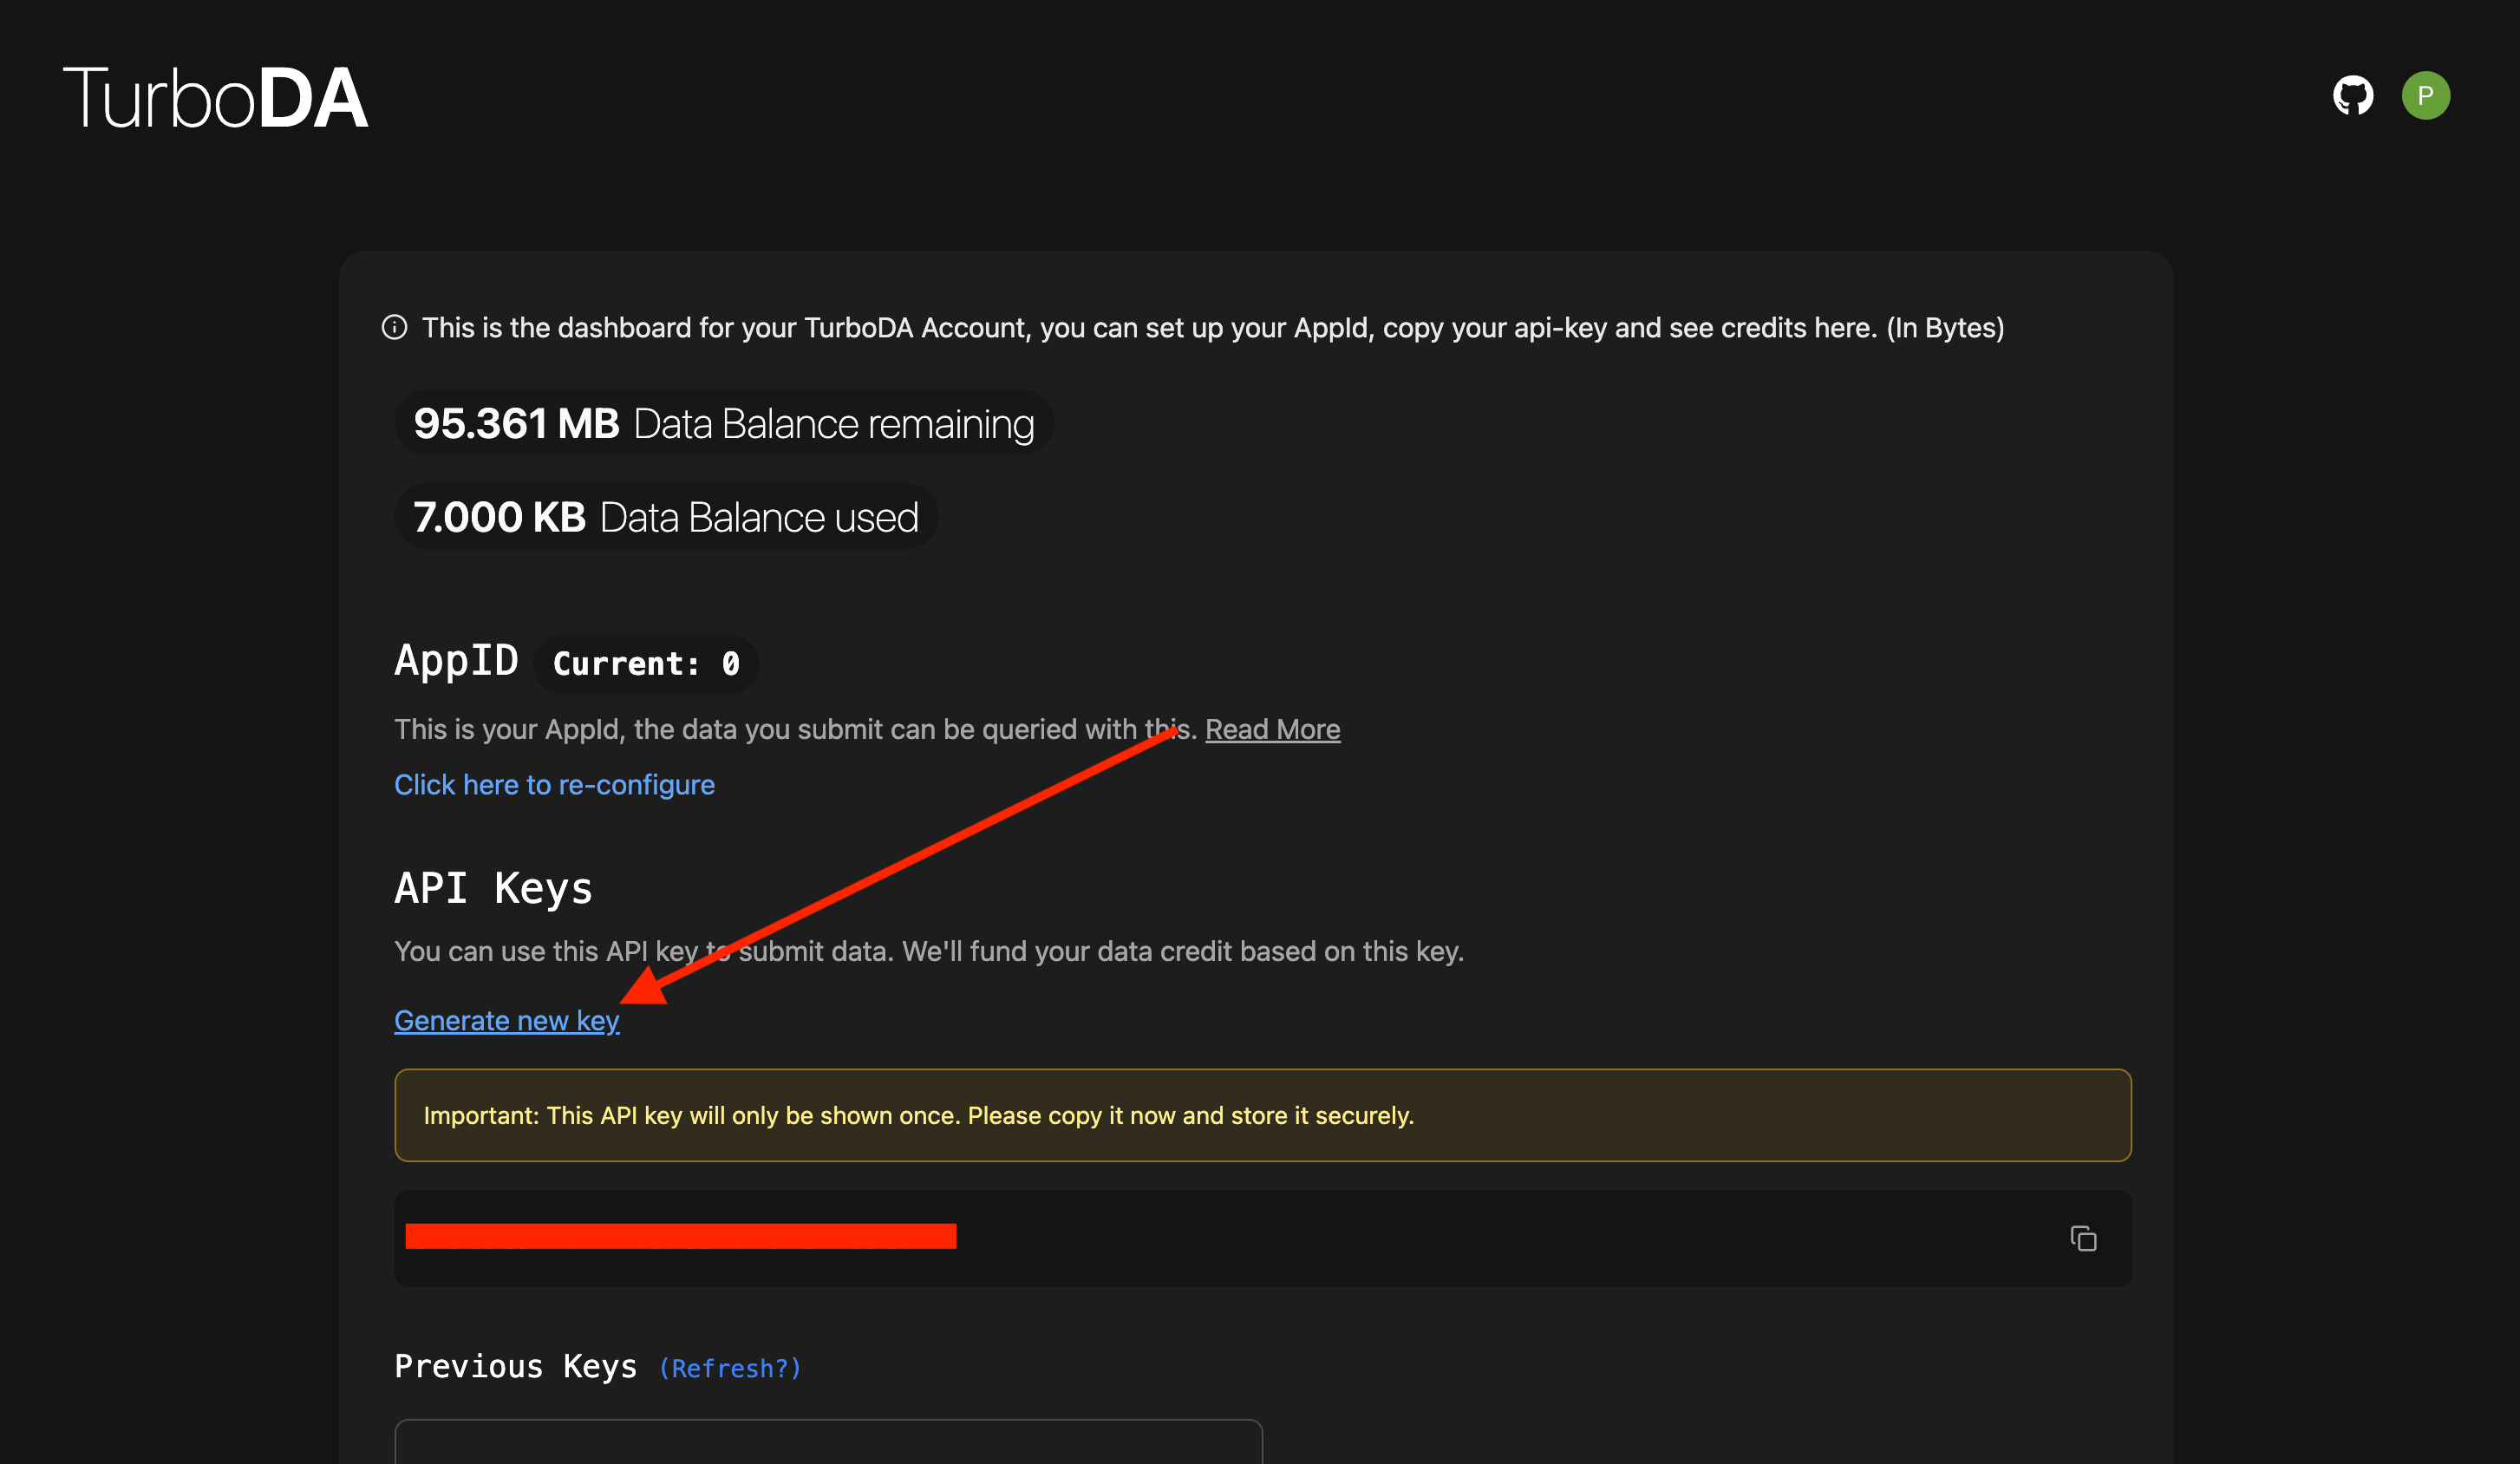 TurboDA
P
This is the dashboard for your TurboDA Account, you can set up your AppId, copy your api-key and see credits here. (In Bytes)
95.361 MB Data Balance remaining
7.000 KB Data Balance used
AppID Current: 0
This is your AppId, the data you submit can be queried with this. Read More
Click here to re-configure
API Keys
You can use this API key to submit data. We'll fund your data credit based on this key.
Generate new key
Important: This API key will only be shown once. Please copy it now and store it securely.
Previous Keys (Refresh?)